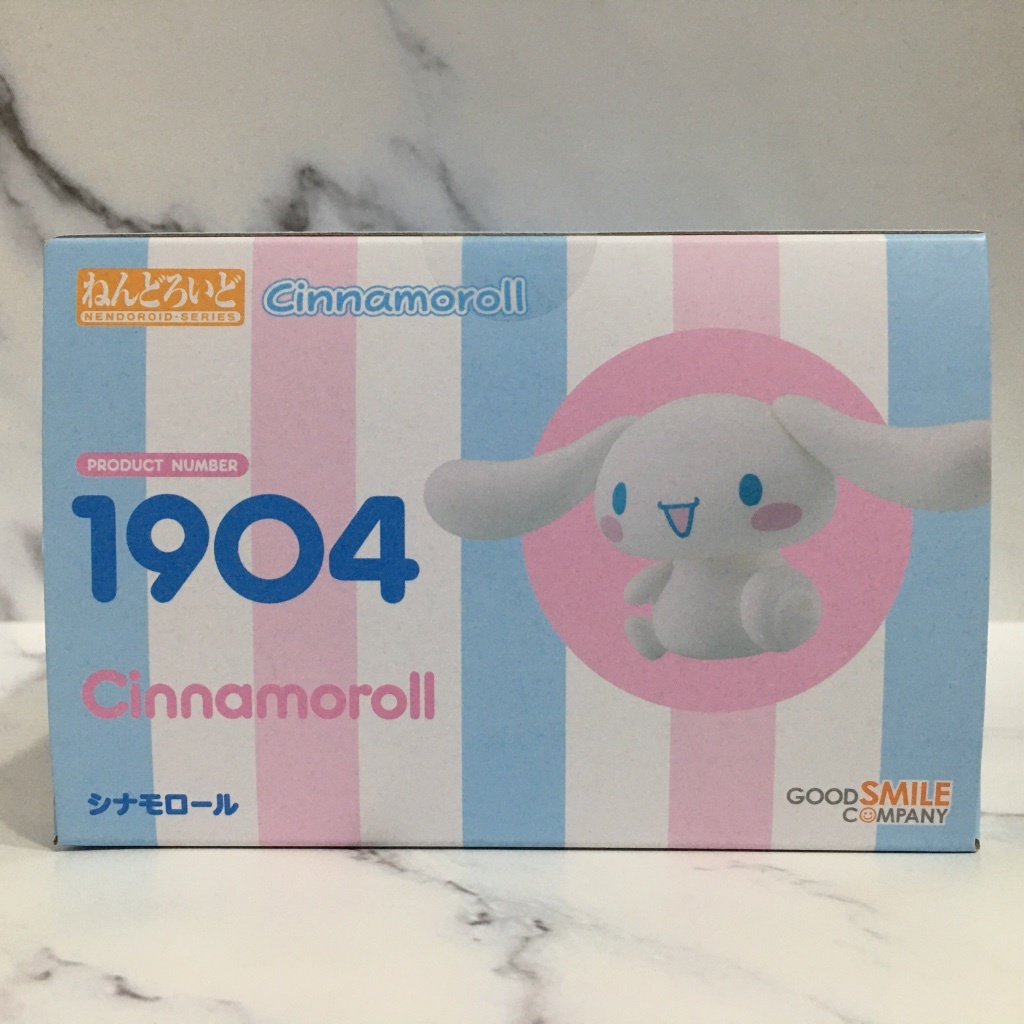 ねんどろいど
NENDOROID·SERIES
Cinnamoroll
PRODUCT NUMBER
1904
Cinnamoroll
シナモロール
GOOD SMILE
COMPANY